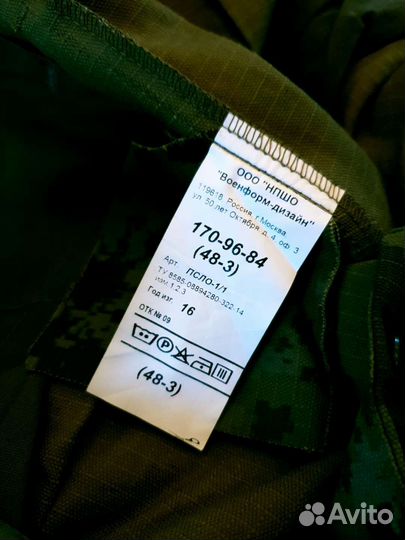 ООО "НПШО
"Военформ-дизайн"
119618, Россия, г.Москва,
ул. 50 лет Октября, д. 4, оф. 3
170-96-84
(48-3)
Арт. ПСЛО-1/1
ТУ 8585-08894280-322-14
изм. 1,2,3
Год изг. 16
ОТК № 09
(48-3)
Avito